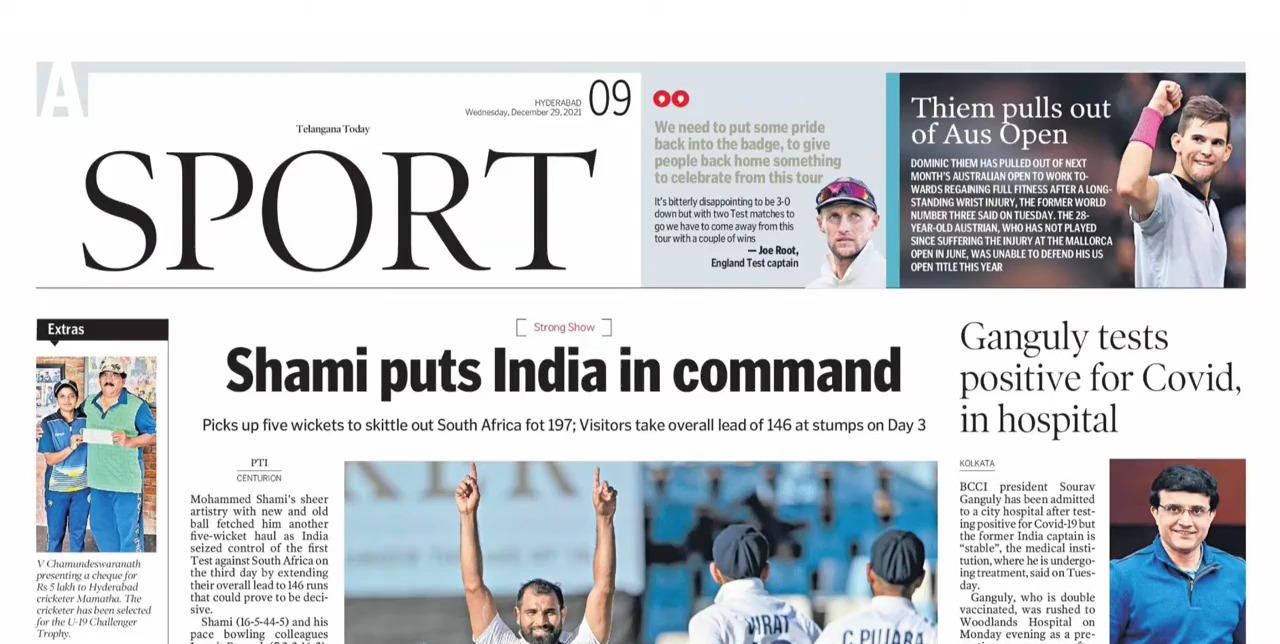 A
HYDERABAD
Wednesday, December 29, 2021
09
Telangana Today
SPORT
We need to put some pride
back into the badge, to give
people back home something
to celebrate from this tour
It's bitterly disappointing to be 3-0
down but with two Test matches to
go we have to come away from this
tour with a couple of wins
— Joe Root,
England Test captain
Thiem pulls out
of Aus Open
DOMINIC THIEM HAS PULLED OUT OF NEXT
MONTH'S AUSTRALIAN OPEN TO WORK TO-
WARDS REGAINING FULL FITNESS AFTER A LONG-
STANDING WRIST INJURY, THE FORMER WORLD
NUMBER THREE SAID ON TUESDAY. THE 28-
YEAR-OLD AUSTRIAN, WHO HAS NOT PLAYED
SINCE SUFFERING THE INJURY AT THE MALLORCA
OPEN IN JUNE, WAS UNABLE TO DEFEND HIS US
OPEN TITLE THIS YEAR
Extras
V Chamundeswaranath
presenting a cheque for
Rs 5 lakh to Hyderabad
cricketer Mamatha. The
cricketer has been selected
for the U-19 Challenger
Trophy.
[ Strong Show ]
Shami puts India in command
Picks up five wickets to skittle out South Africa fot 197; Visitors take overall lead of 146 at stumps on Day 3
PTI
CENTURION
Mohammed Shami's sheer
artistry with new and old
ball fetched him another
five-wicket haul as India
seized control of the first
Test against South Africa on
the third day by extending
their overall lead to 146 runs
that could prove to be deci-
sive.
Shami (16-5-44-5) and his
pace bowling colleagues
VIRAT
C PUJARA
Ganguly tests
positive for Covid,
in hospital
KOLKATA
BCCI president Sourav
Ganguly has been admitted
to a city hospital after test-
ing positive for Covid-19 but
the former India captain is
"stable", the medical insti-
tution, where he is undergo-
ing treatment, said on Tues-
day.
Ganguly, who is double
vaccinated, was rushed to
Woodlands Hospital on
Monday evening as a pre-